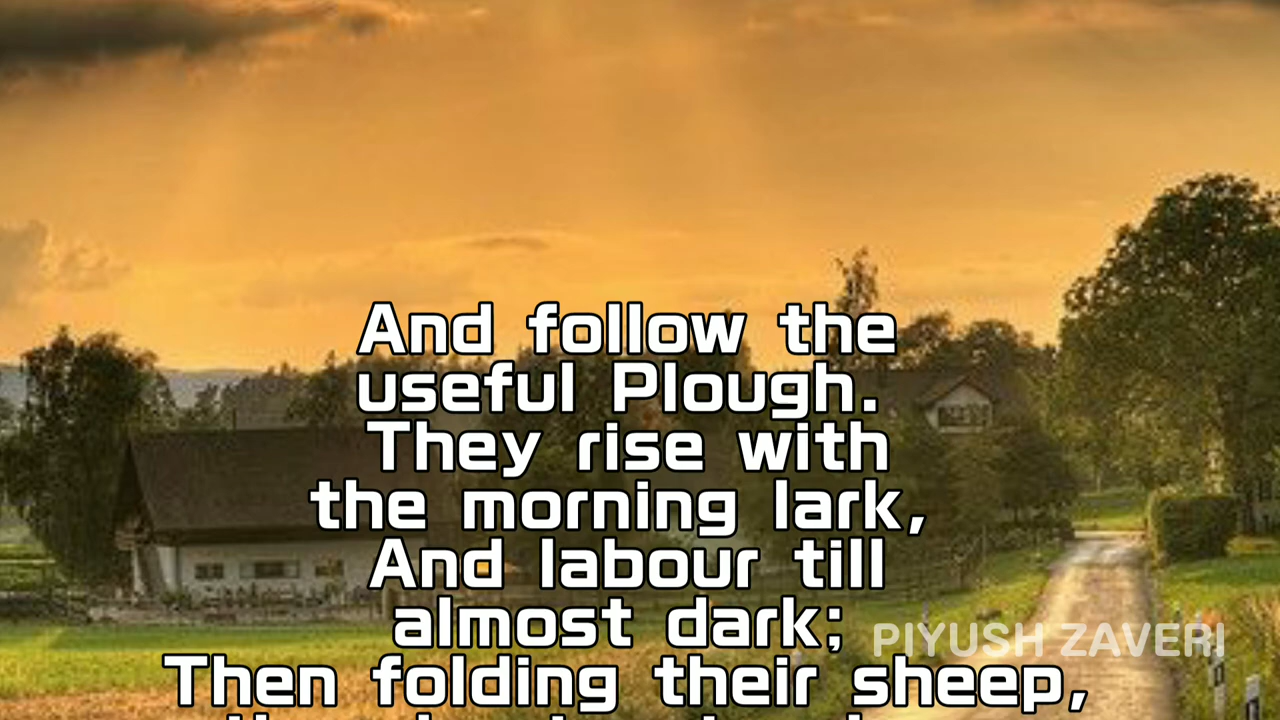 And follow the
useful Plough.
They rise with
the morning lark,
And labour till
almost dark;
PIYUSH ZAVERI
Then folding their sheep,